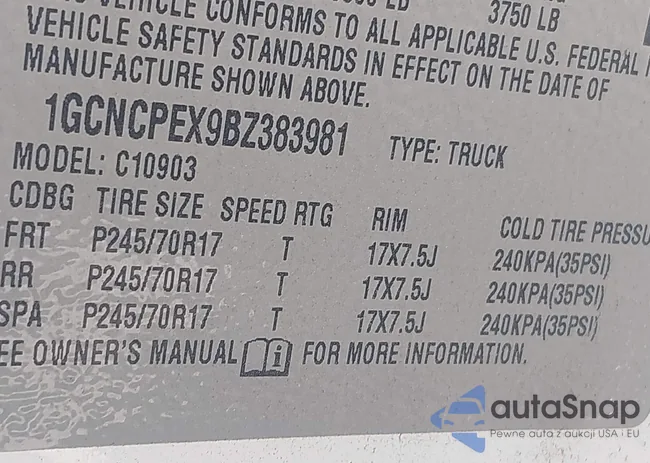 3750 LB
VEHICLE CONFORMS TO ALL APPLICABLE U.S. FEDERAL
VEHICLE SAFETY STANDARDS IN EFFECT ON THE DATE OF
MANUFACTURE SHOWN ABOVE.
1GCNCPEX9BZ383981 TYPE: TRUCK
MODEL: C10903
CDBG TIRE SIZE SPEED RTG RIM COLD TIRE PRESSU
FRT P245/70R17 T 17X7.5J 240KPA(35PSI)
RR P245/70R17 T 17X7.5J 240KPA(35PSI)
SPA P245/70R17 T 17X7.5J 240KPA(35PSI)
EE OWNER'S MANUAL FOR MORE INFORMATION.
autaSnap
Pewne auta z aukcji USA i EU